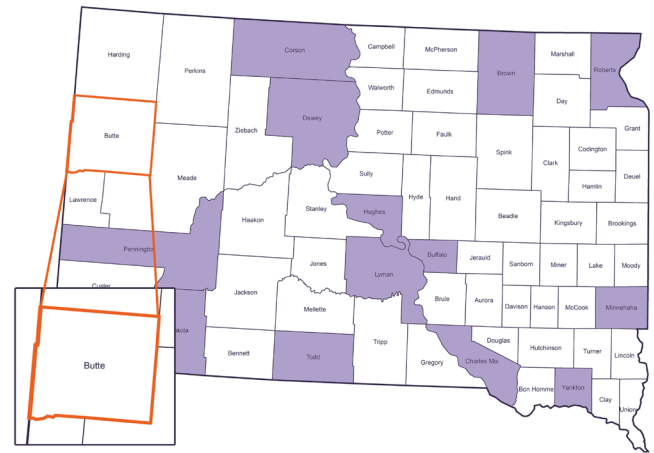 Harding
Perkins
Corson
Campbell
McPherson
Brown
Marshall
Roberts
Walworth
Edmunds
Day
Dewey
Ziebach
Butte
Potter
Faulk
Spink
Grant
Codington
Clark
Deuel
Meade
Sully
Hamlin
Lawrence
Hyde
Hand
Stanley
Hughes
Haakon
Beadle
Kingsbury
Brookings
Pennington
Buffalo
Jerauld
Sanborn
Miner
Lake
Moody
Jones
Lyman
Custer
Jackson
Brule
Aurora
Davison
Hanson
McCook
Minnehaha
Mellette
Tripp
Douglas
Hutchinson
Turner
Lincoln
Bennett
Todd
Gregory
Charles Mix
Bon Homme
Yankton
Clay
Union
Butte